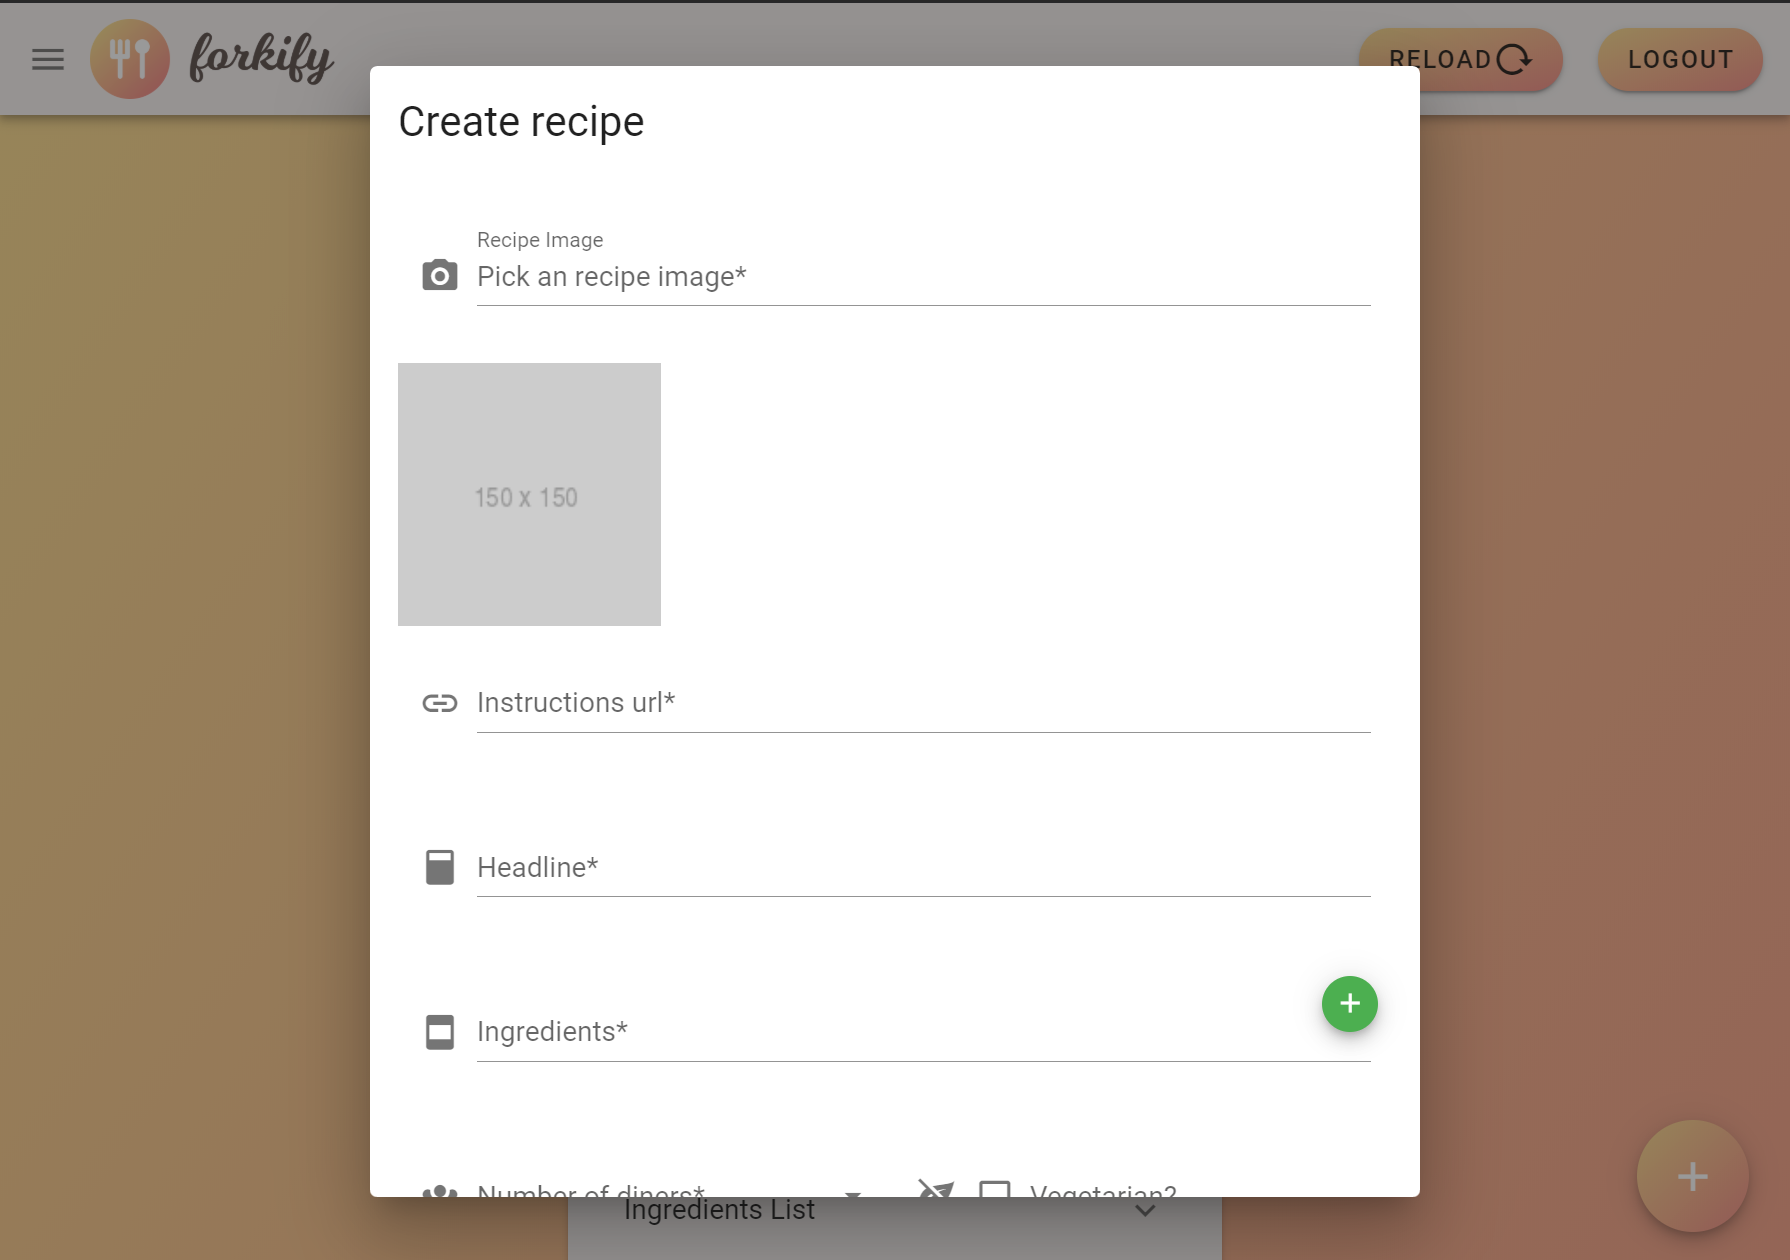 forkify
RELOAD
LOGOUT
Create recipe
Recipe Image
Pick an recipe image*
150 x 150
Instructions url*
Headline*
Ingredients*
Number of diners*
Vegetarian?
Ingredients List